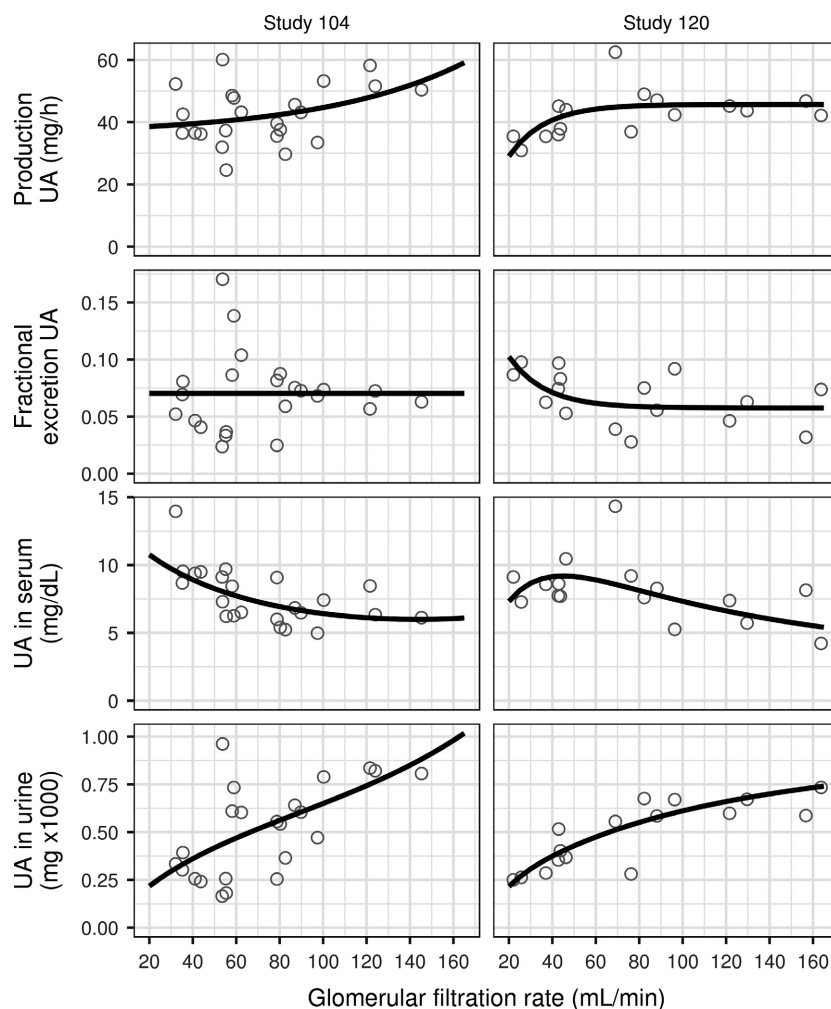 Study 104
Study 120
Production
UA (mg/h)
60
40
20
0
Fractional
excretion UA
0.15
0.10
0.05
0.00
UA in serum
(mg/dL)
15
10
5
0
UA in urine
(mg x1000)
1.00
0.75
0.50
0.25
0.00
20 40 60 80 100 120 140 160
20 40 60 80 100 120 140 160
Glomerular filtration rate (mL/min)